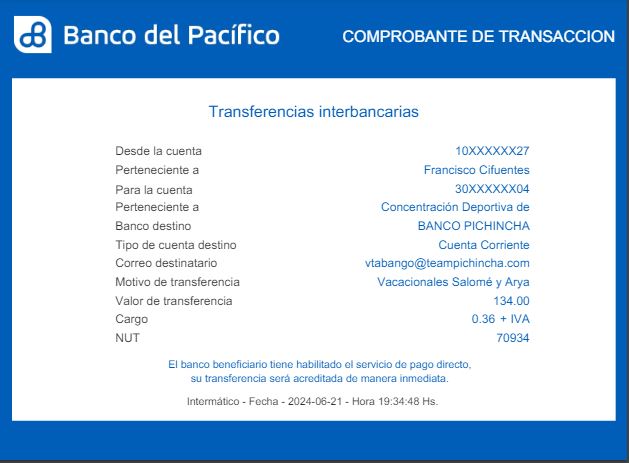 Banco del Pacífico
COMPROBANTE DE TRANSACCION
Transferencias interbancarias
Desde la cuenta 10XXXXXX27
Perteneciente a Francisco Cifuentes
Para la cuenta 30XXXXXX04
Perteneciente a Concentración Deportiva de
Banco destino BANCO PICHINCHA
Tipo de cuenta destino Cuenta Corriente
Correo destinatario vtabango@teampichincha.com
Motivo de transferencia Vacacionales Salomé y Arya
Valor de transferencia 134.00
Cargo 0.36 + IVA
NUT 70934
El banco beneficiario tiene habilitado el servicio de pago directo,
su transferencia será acreditada de manera inmediata.
Intermático - Fecha - 2024-06-21 - Hora 19:34:48 Hs.